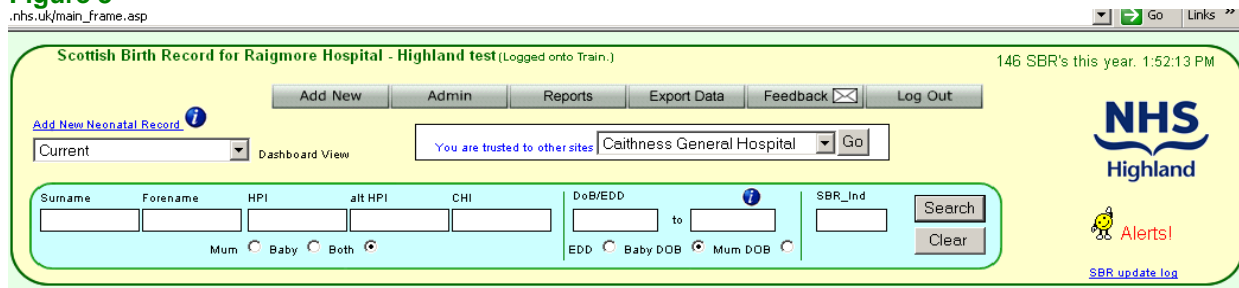 .nhs.uk/main_frame.asp Go Links »
Scottish Birth Record for Raigmore Hospital - Highland test (Logged onto Train.) 146 SBR's this year. 1:52:13 PM
Add New Admin Reports Export Data Feedback Log Out
Add New Neonatal Record
Current Dashboard View You are trusted to other sites Caithness General Hospital Go
NHS
Highland
Surname Forename HPI alt HPI CHI DoB/EDD SBR_Ind
to Search
Mum Baby Both EDD Baby DOB Mum DOB Clear
Alerts!
SBR update log